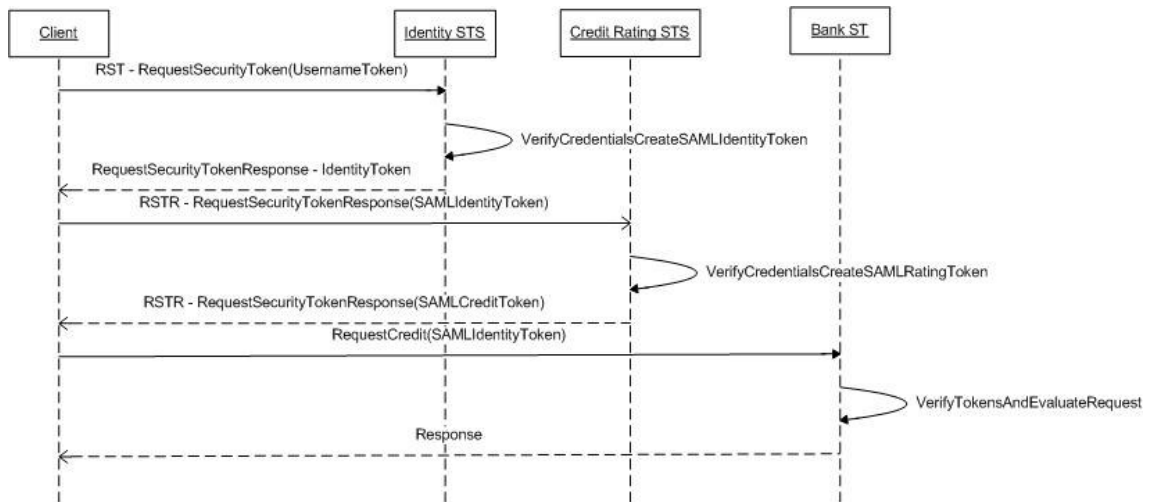 Client
Identity STS
Credit Rating STS
Bank ST
RST - RequestSecurityToken(UsernameToken)
VerifyCredentialsCreateSAMLIdentityToken
RequestSecurityTokenResponse - IdentityToken
RSTR - RequestSecurityTokenResponse(SAMLIdentityToken)
VerifyCredentialsCreateSAMLRatingToken
RSTR - RequestSecurityTokenResponse(SAMLCreditToken)
RequestCredit(SAMLIdentityToken)
VerifyTokensAndEvaluateRequest
Response